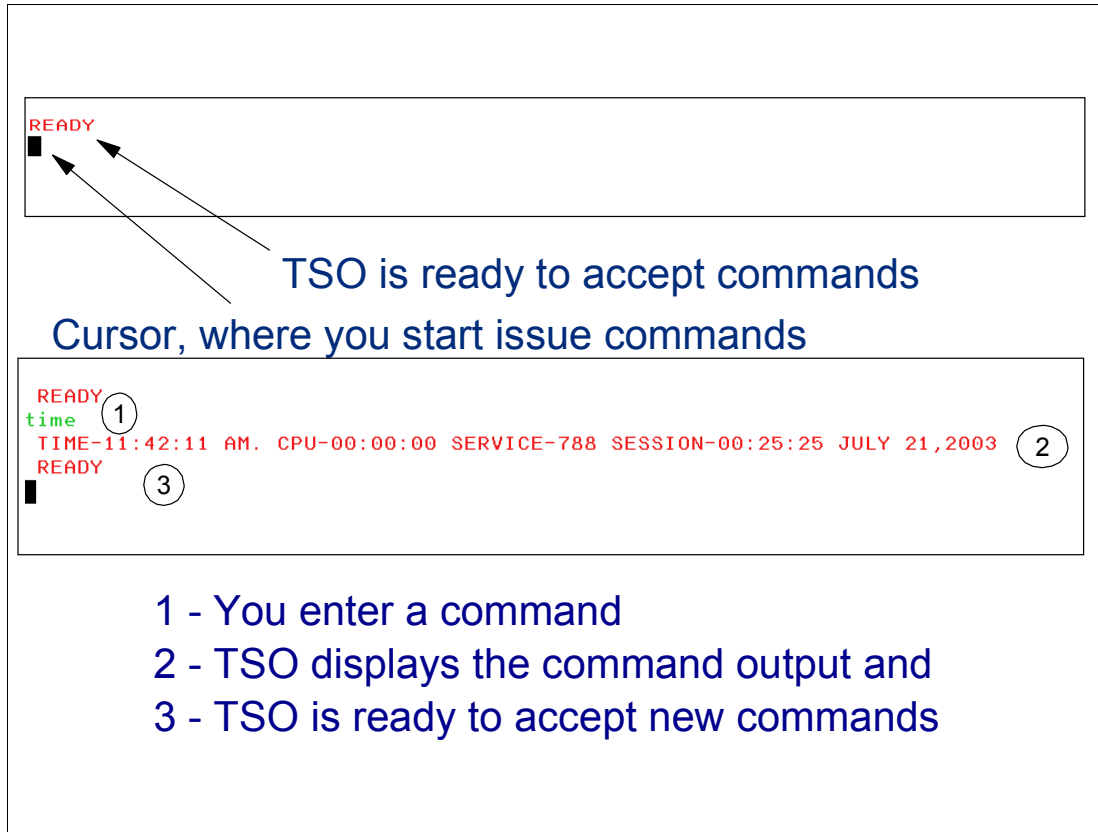 READY
TSO is ready to accept commands
Cursor, where you start issue commands
READY
1
time
TIME-11:42:11 AM. CPU-00:00:00 SERVICE-788 SESSION-00:25:25 JULY 21,2003
2
READY
3
1 - You enter a command
2 - TSO displays the command output and
3 - TSO is ready to accept new commands